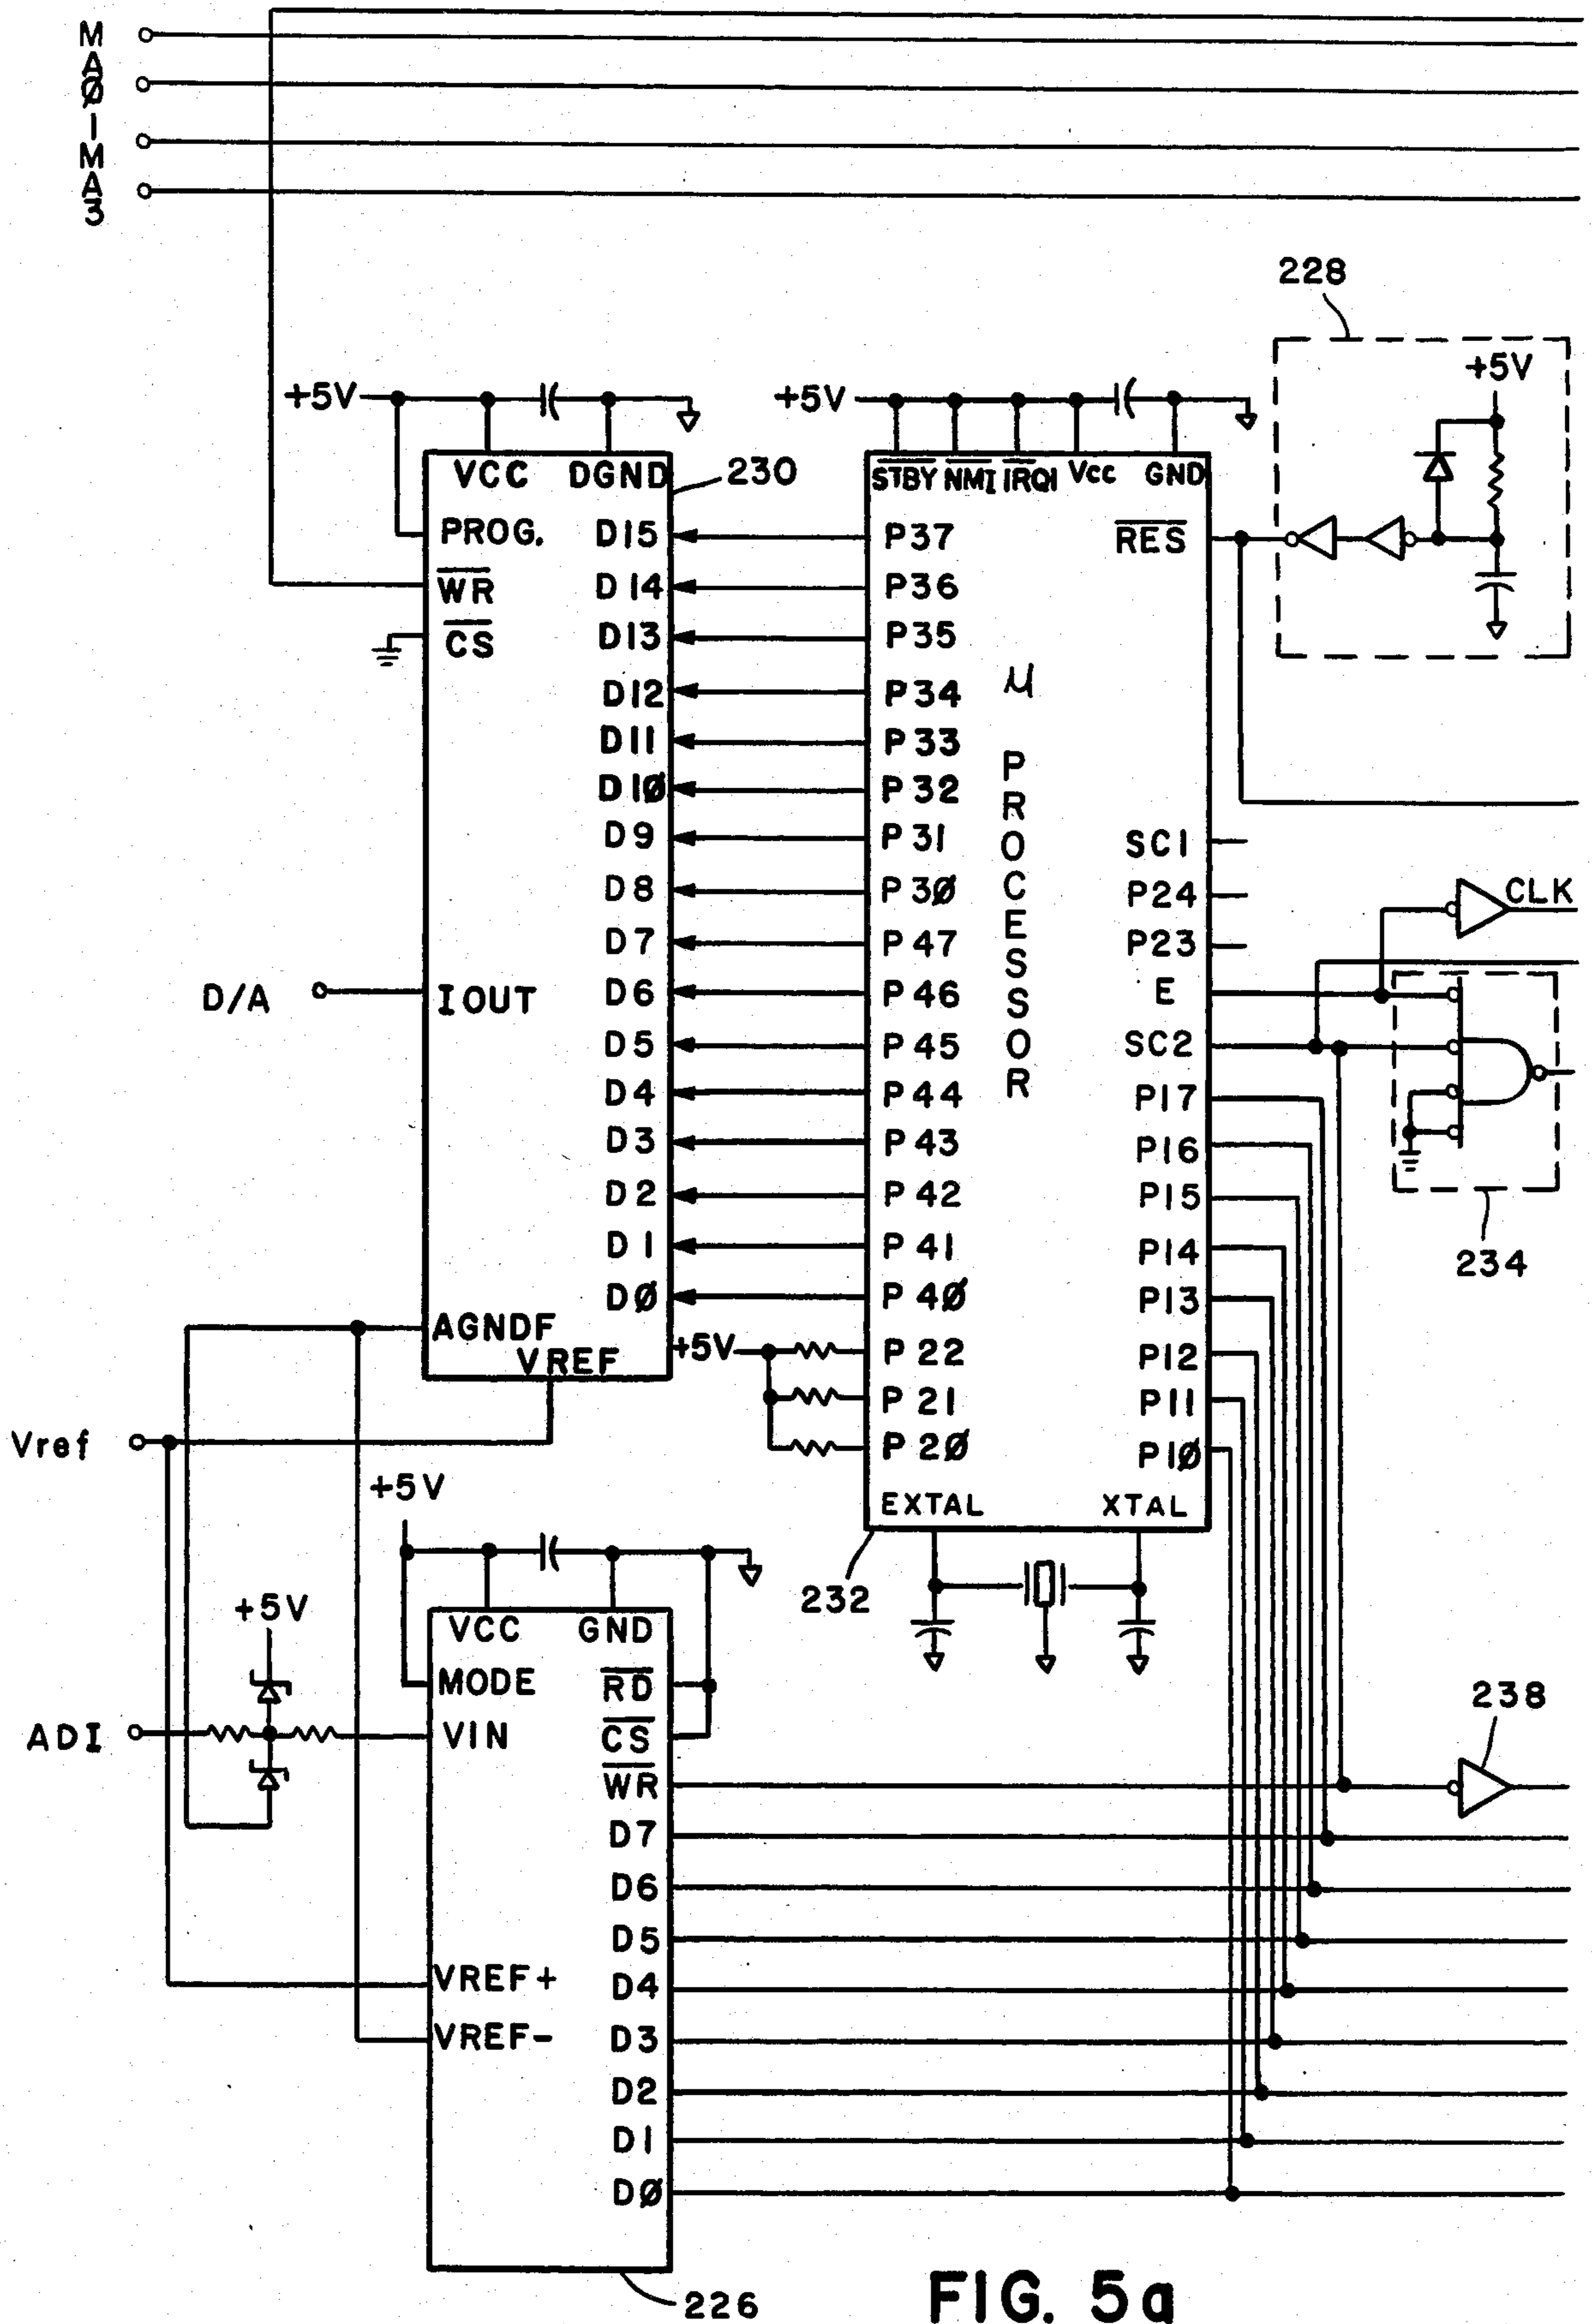 M
A
Ø
|
M
A
3
228
+5V
+5V
+5V
VCC DGND
230
STBY NMI IRQ1 Vcc GND
PROG. D15
P37 RES
WR D14
P36
CS D13
P35
D12
P34
D11
P33
D10
P32
D9
P31
SC1
D8
P3Ø
P24
CLK
D7
P47
P23
D/A
IOUT D6
P46
E
D5
P45
SC2
D4
P44
P17
D3
P43
P16
D2
P42
P15
D1
P41
P14
234
DØ
P4Ø
P13
μ
P
R
O
C
E
S
S
O
R
AGNDF
VREF
+5V
P22
P12
P21
P11
Vref
P2Ø
P1Ø
+5V
EXTAL XTAL
232
+5V
VCC GND
MODE RD
238
ADI
VIN CS
WR
D7
D6
D5
VREF+ D4
VREF- D3
D2
D1
DØ
226
FIG. 5a